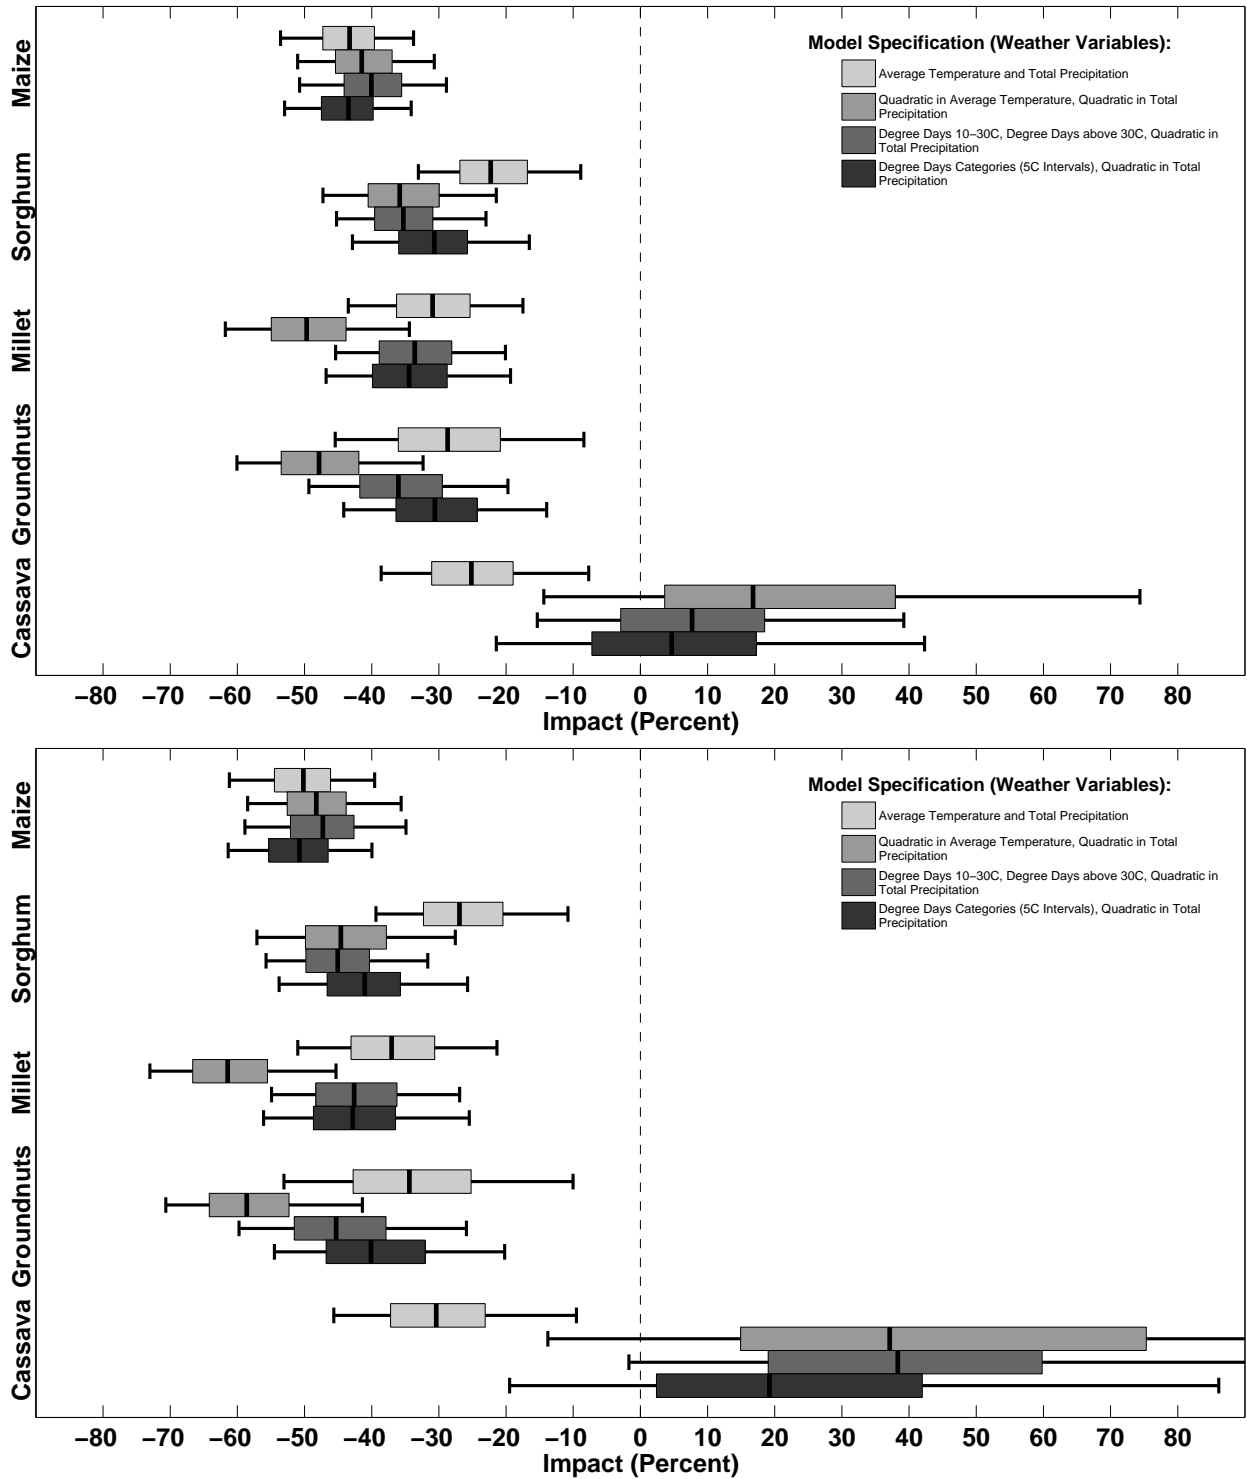 Maize
Sorghum
Millet
Groundnuts
Cassava
Model Specification (Weather Variables):
Average Temperature and Total Precipitation
Quadratic in Average Temperature, Quadratic in Total
Precipitation
Degree Days 10−30C, Degree Days above 30C, Quadratic in
Total Precipitation
Degree Days Categories (5C Intervals), Quadratic in Total
Precipitation
−80 −70 −60 −50 −40 −30 −20 −10 0 10 20 30 40 50 60 70 80
Impact (Percent)
Maize
Sorghum
Millet
Groundnuts
Cassava
Model Specification (Weather Variables):
Average Temperature and Total Precipitation
Quadratic in Average Temperature, Quadratic in Total
Precipitation
Degree Days 10−30C, Degree Days above 30C, Quadratic in
Total Precipitation
Degree Days Categories (5C Intervals), Quadratic in Total
Precipitation
−80 −70 −60 −50 −40 −30 −20 −10 0 10 20 30 40 50 60 70 80
Impact (Percent)